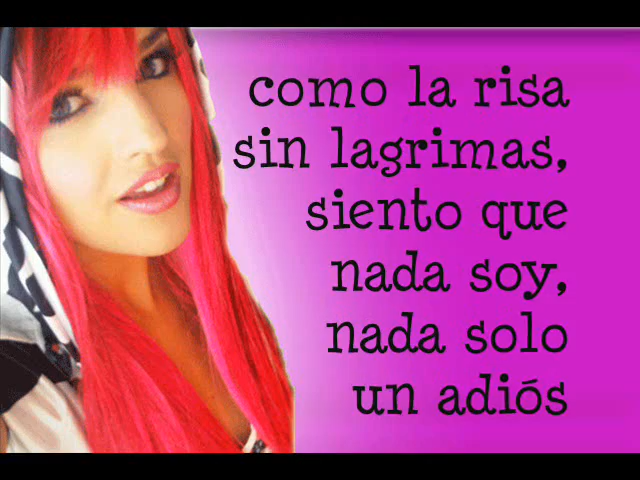 como la risa
sin lagrimas,
siento que
nada soy,
nada solo
un adiós